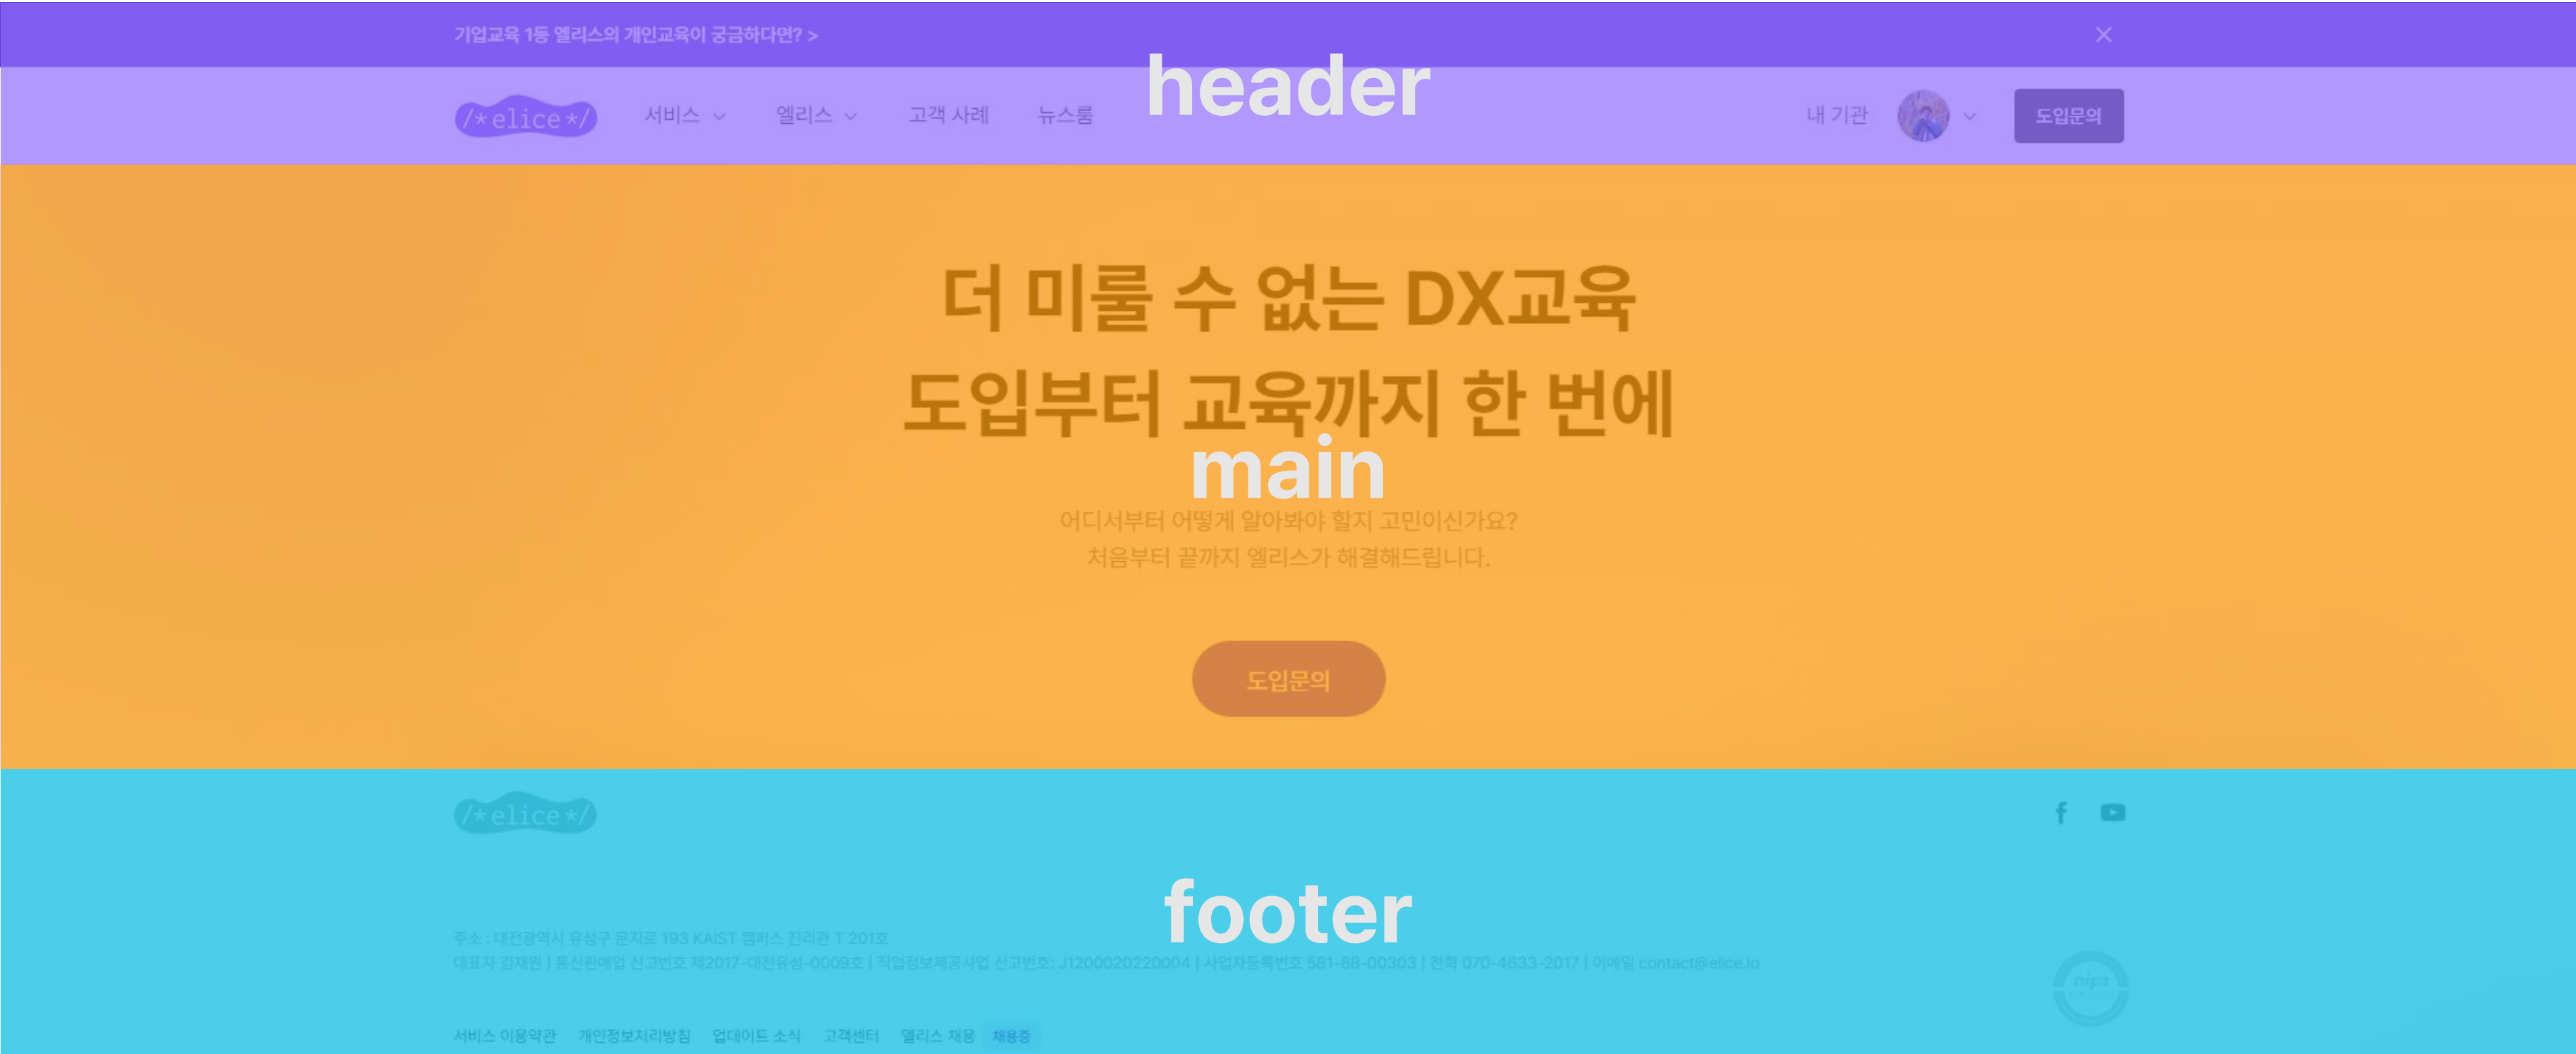 기업교육 1등 엘리스의 개인교육이 궁금하다면? >
header
/*elice*/ 서비스 엘리스 고객 사례 뉴스룸 내 기관 도입문의
더 미룰 수 없는 DX교육
도입부터 교육까지 한 번에
main
어디서부터 어떻게 알아봐야 할지 고민이신가요?
처음부터 끝까지 엘리스가 해결해드립니다.
도입문의
/*elice*/
footer
주소 : 대전광역시 유성구 문지로 193 KAIST 캠퍼스 진리관 T 201호
대표자 김재원 | 통신판매업 신고번호 제2017-대전유성-0009호 | 직업정보제공사업 신고번호: J1200020220004 | 사업자등록번호 581-88-00303 | 전화 070-4633-2017 | 이메일 contact@elice.io
nipa
서비스 이용약관 개인정보처리방침 업데이트 소식 고객센터 엘리스 채용 채용중